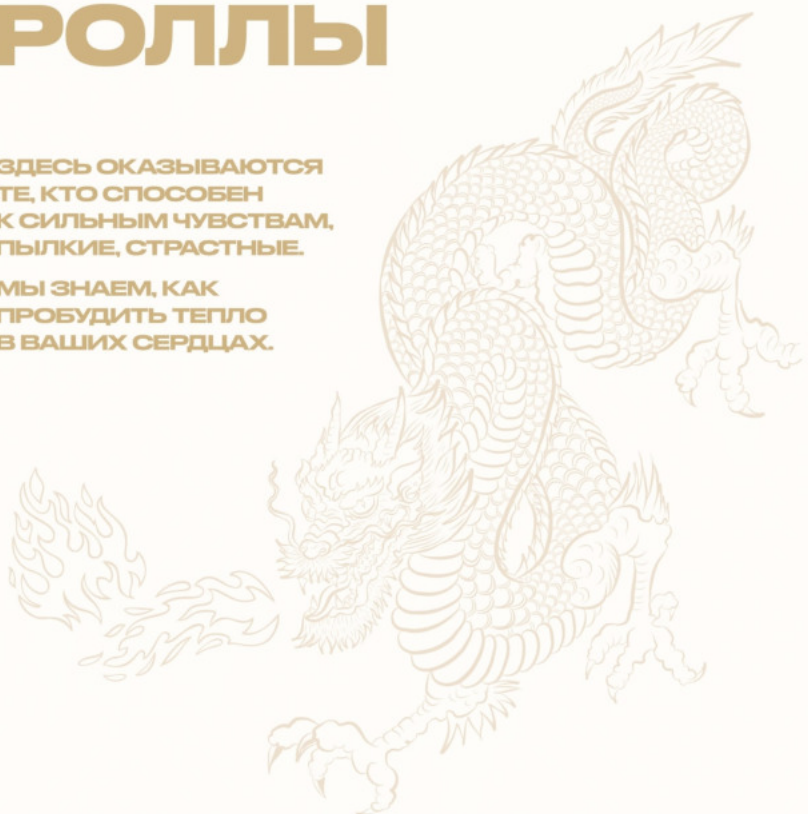 РОЛЛЫ
ЗДЕСЬ ОКАЗЫВАЮТСЯ
ТЕ, КТО СПОСОБЕН
К СИЛЬНЫМ ЧУВСТВАМ,
ПЫЛКИЕ, СТРАСТНЫЕ.
МЫ ЗНАЕМ, КАК
ПРОБУДИТЬ ТЕПЛО
В ВАШИХ СЕРДЦАХ.